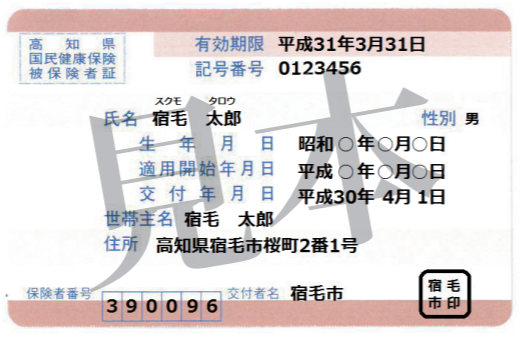 高知県
国民健康保険
被保険者証
有効期限 平成31年3月31日
記号番号 0123456
スクモ タロウ
氏名 宿毛 太郎 性別 男
生年月日 昭和○年○月○日
適用開始年月日 平成○年○月○日
交付年月日 平成30年 4月 1日
世帯主名 宿毛 太郎
住所 高知県宿毛市桜町2番1号
保険者番号 390096 交付者名 宿毛市
宿毛
市印
見本